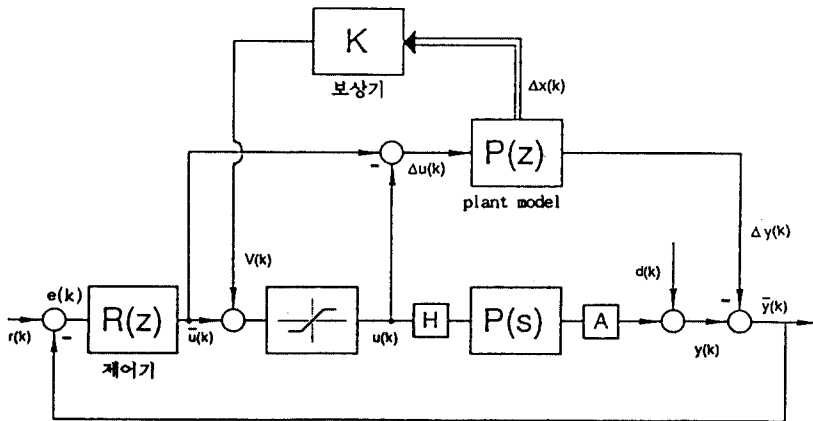 K
보상기
Δx(k)
P(z)
-
Δu(k)
plant model
V(k)
Δy(k)
d(k)
e(k)
r(k)
-
R(z)
제어기
ū(k)
u(k)
H
P(s)
A
y(k)
-
ȳ(k)